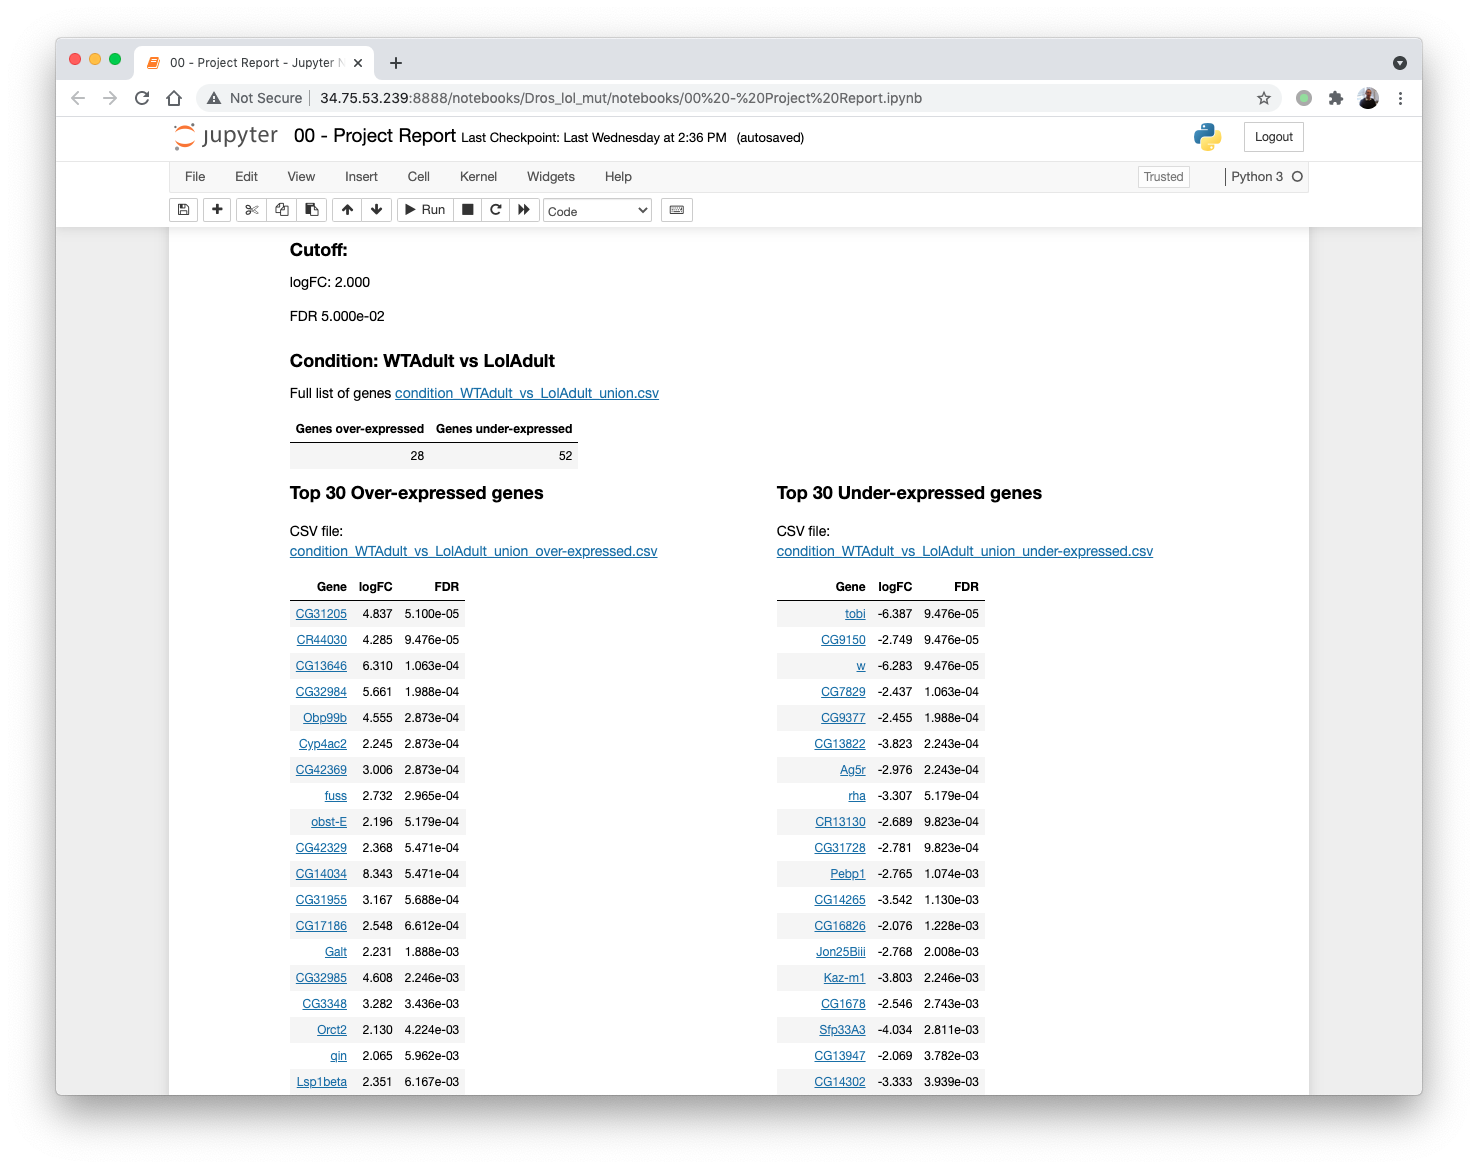 00 - Project Report - Jupyter N
Not Secure | 34.75.53.239:8888/notebooks/Dros_lol_mut/notebooks/00%20-%20Project%20Report.ipynb
jupyter 00 - Project Report Last Checkpoint: Last Wednesday at 2:36 PM (autosaved) Logout
File Edit View Insert Cell Kernel Widgets Help Trusted Python 3
Run Code
Cutoff:
logFC: 2.000
FDR 5.000e-02
Condition: WTAdult vs LolAdult
Full list of genes condition_WTAdult_vs_LolAdult_union.csv
Genes over-expressed Genes under-expressed
28 52
Top 30 Over-expressed genes
CSV file:
condition_WTAdult_vs_LolAdult_union_over-expressed.csv
Gene logFC FDR
CG31205 4.837 5.100e-05
CR44030 4.285 9.476e-05
CG13646 6.310 1.063e-04
CG32984 5.661 1.988e-04
Obp99b 4.555 2.873e-04
Cyp4ac2 2.245 2.873e-04
CG42369 3.006 2.873e-04
fuss 2.732 2.965e-04
obst-E 2.196 5.179e-04
CG42329 2.368 5.471e-04
CG14034 8.343 5.471e-04
CG31955 3.167 5.688e-04
CG17186 2.548 6.612e-04
Galt 2.231 1.888e-03
CG32985 4.608 2.246e-03
CG3348 3.282 3.436e-03
Orct2 2.130 4.224e-03
qin 2.065 5.962e-03
Lsp1beta 2.351 6.167e-03
Top 30 Under-expressed genes
CSV file:
condition_WTAdult_vs_LolAdult_union_under-expressed.csv
Gene logFC FDR
tobi -6.387 9.476e-05
CG9150 -2.749 9.476e-05
w -6.283 9.476e-05
CG7829 -2.437 1.063e-04
CG9377 -2.455 1.988e-04
CG13822 -3.823 2.243e-04
Ag5r -2.976 2.243e-04
rha -3.307 5.179e-04
CR13130 -2.689 9.823e-04
CG31728 -2.781 9.823e-04
Pebp1 -2.765 1.074e-03
CG14265 -3.542 1.130e-03
CG16826 -2.076 1.228e-03
Jon25Biii -2.768 2.008e-03
Kaz-m1 -3.803 2.246e-03
CG1678 -2.546 2.743e-03
Sfp33A3 -4.034 2.811e-03
CG13947 -2.069 3.782e-03
CG14302 -3.333 3.939e-03